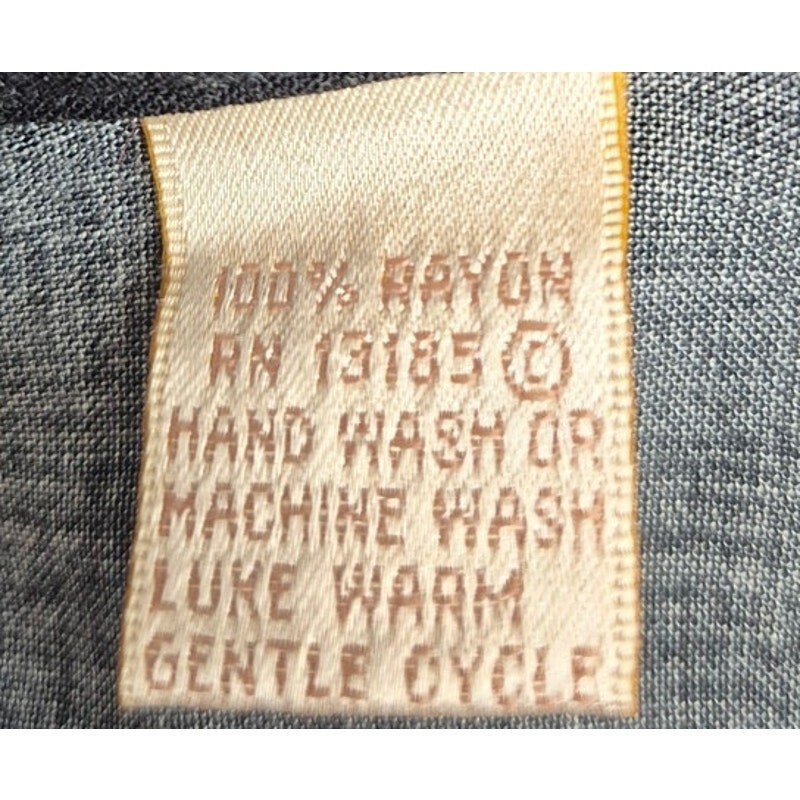 100% RAYON
RN 13185 ©
HAND WASH OR
MACHINE WASH
LUKE WARM
GENTLE CYCLE